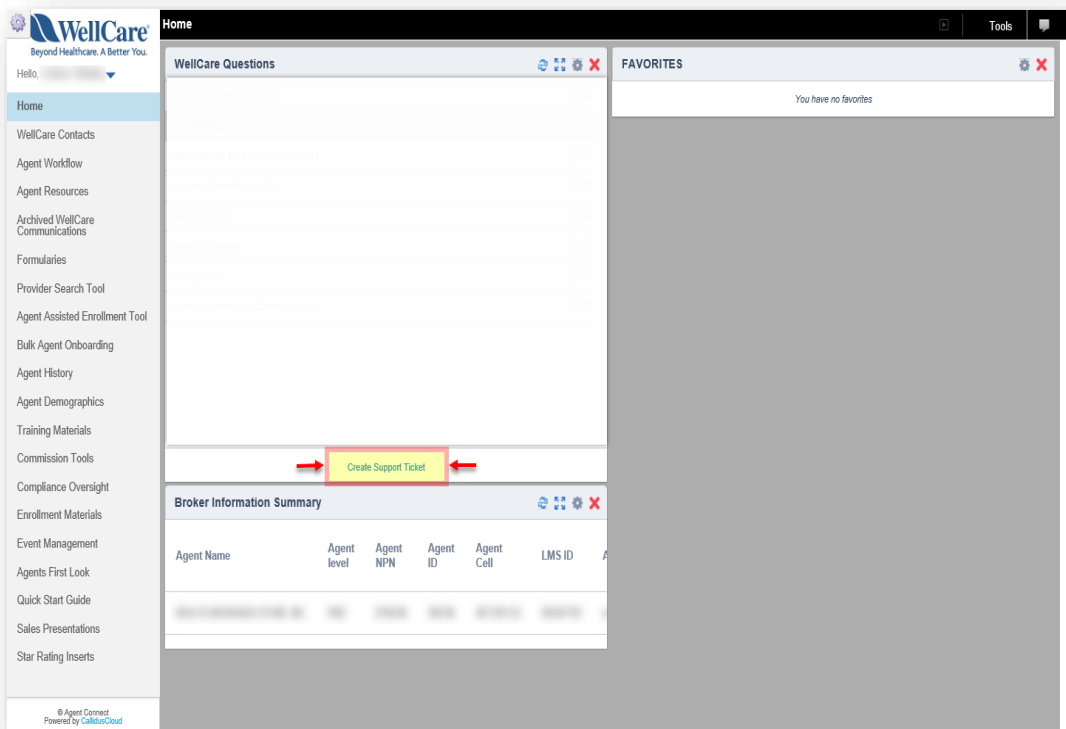 WellCare®
Beyond Healthcare. A Better You.
Hello,
Home
WellCare Contacts
Agent Workflow
Agent Resources
Archived WellCare
Communications
Formularies
Provider Search Tool
Agent Assisted Enrollment Tool
Bulk Agent Onboarding
Agent History
Agent Demographics
Training Materials
Commission Tools
Compliance Oversight
Enrollment Materials
Event Management
Agents First Look
Quick Start Guide
Sales Presentations
Star Rating Inserts
© Agent Connect
Powered by CallidusCloud
Home
Tools
WellCare Questions
Create Support Ticket
Broker Information Summary
Agent Name
Agent level
Agent NPN
Agent ID
Agent Cell
LMS ID
FAVORITES
You have no favorites